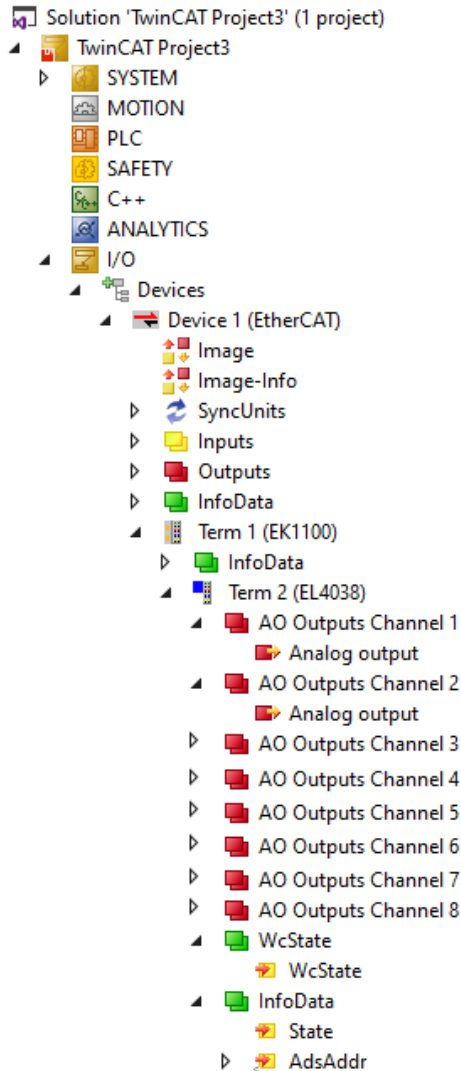 Solution 'TwinCAT Project3' (1 project)
TwinCAT Project3
SYSTEM
MOTION
PLC
SAFETY
C++
ANALYTICS
I/O
Devices
Device 1 (EtherCAT)
Image
Image-Info
SyncUnits
Inputs
Outputs
InfoData
Term 1 (EK1100)
InfoData
Term 2 (EL4038)
AO Outputs Channel 1
Analog output
AO Outputs Channel 2
Analog output
AO Outputs Channel 3
AO Outputs Channel 4
AO Outputs Channel 5
AO Outputs Channel 6
AO Outputs Channel 7
AO Outputs Channel 8
WcState
WcState
InfoData
State
AdsAddr